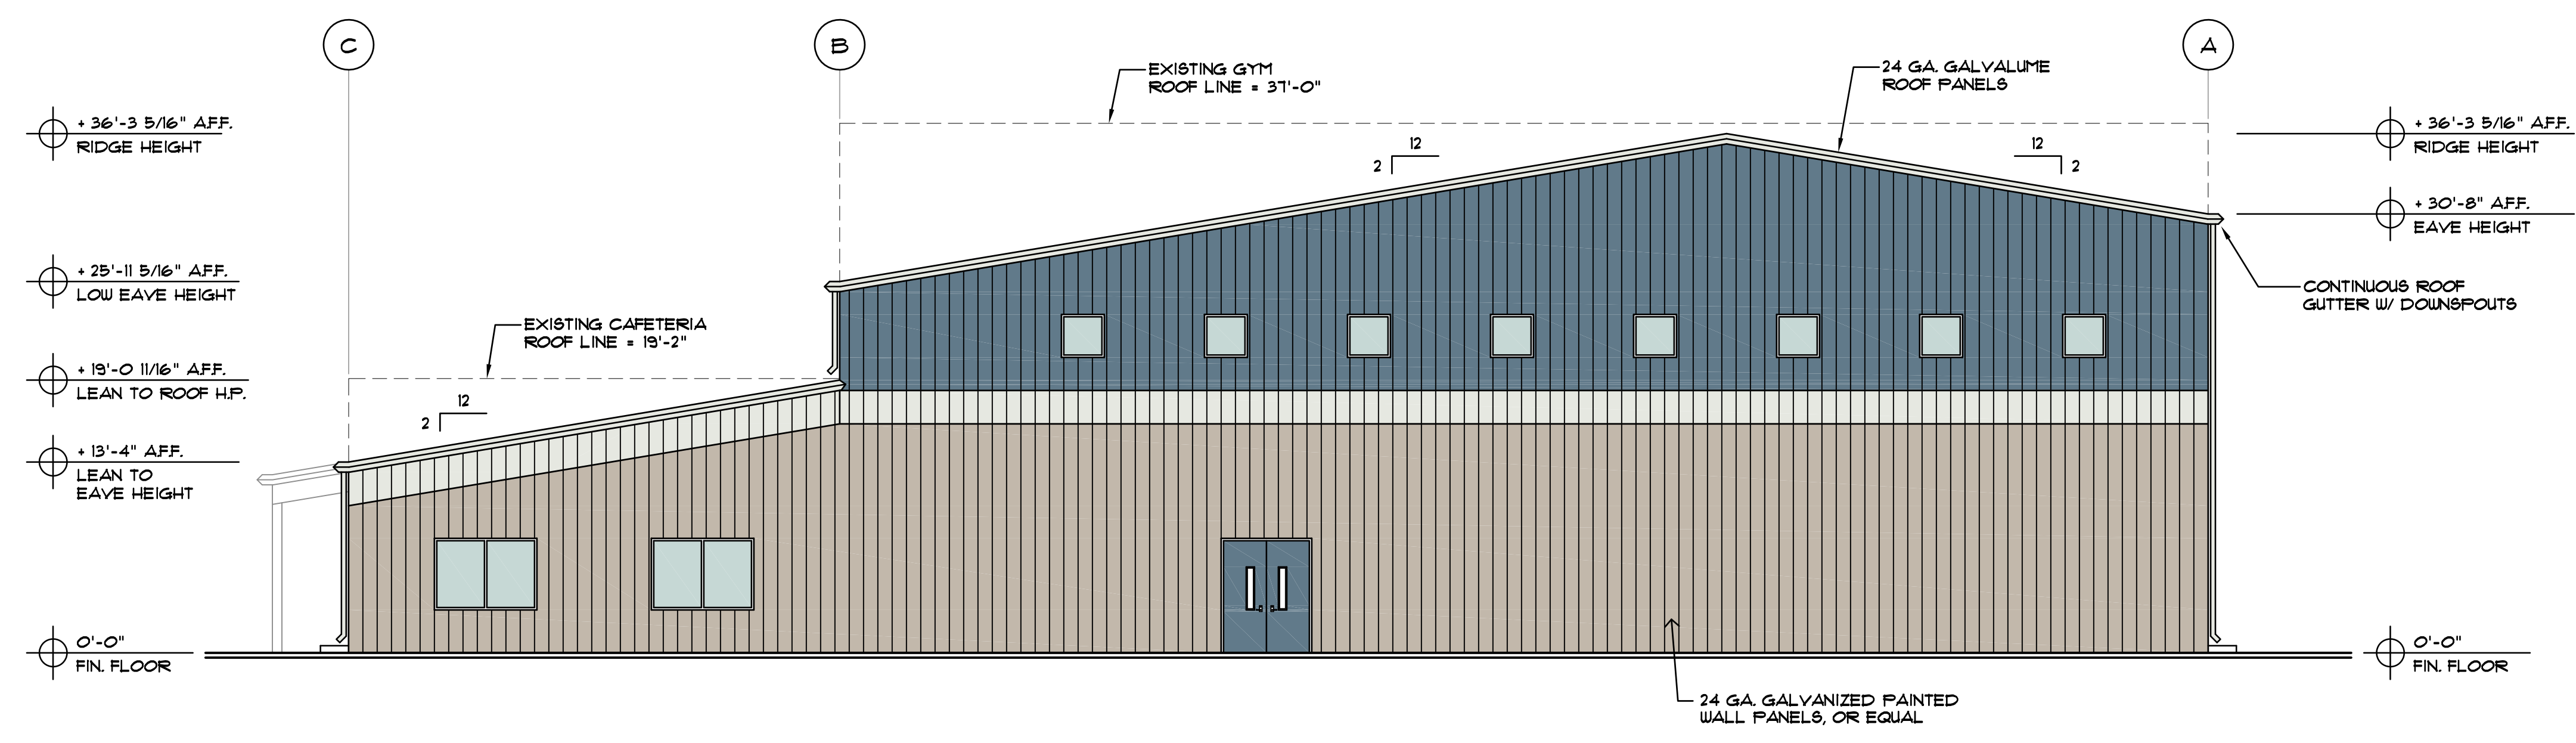 C
B
A
EXISTING GYM
ROOF LINE = 37'-0"
24 GA. GALVALUME
ROOF PANELS
+ 36'-3 5/16" A.F.F.
RIDGE HEIGHT
+ 25'-11 5/16" A.F.F.
LOW EAVE HEIGHT
+ 19'-0 11/16" A.F.F.
LEAN TO ROOF H.P.
+ 13'-4" A.F.F.
LEAN TO
EAVE HEIGHT
0'-0"
FIN. FLOOR
EXISTING CAFETERIA
ROOF LINE = 19'-2"
12
2
12
2
12
2
+ 36'-3 5/16" A.F.F.
RIDGE HEIGHT
+ 30'-8" A.F.F.
EAVE HEIGHT
CONTINUOUS ROOF
GUTTER W/ DOWNSPOUTS
0'-0"
FIN. FLOOR
24 GA. GALVANIZED PAINTED
WALL PANELS, OR EQUAL